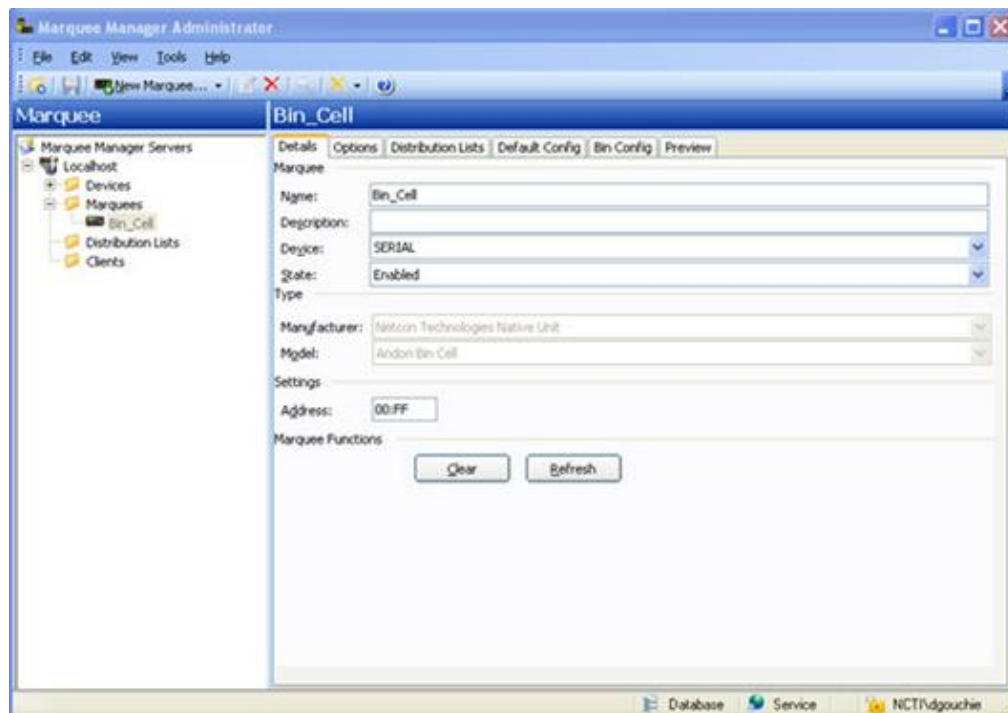 Marquee Manager Administrator
File Edit View Tools Help
New Marquee...
Marquee
Bin_Cell
Marquee Manager Servers
Localhost
Devices
Marquees
Bin_Cell
Distribution Lists
Clients
Details Options Distribution Lists Default Config Bin Config Preview
Marquee
Name: Bin_Cell
Description:
Device: SERIAL
State: Enabled
Type
Manufacturer: Netcon Technologies Native Unit
Model: Andon Bin Cell
Settings
Address: 00:FF
Marquee Functions
Clear Refresh
Database Service NCTI\dgouchie